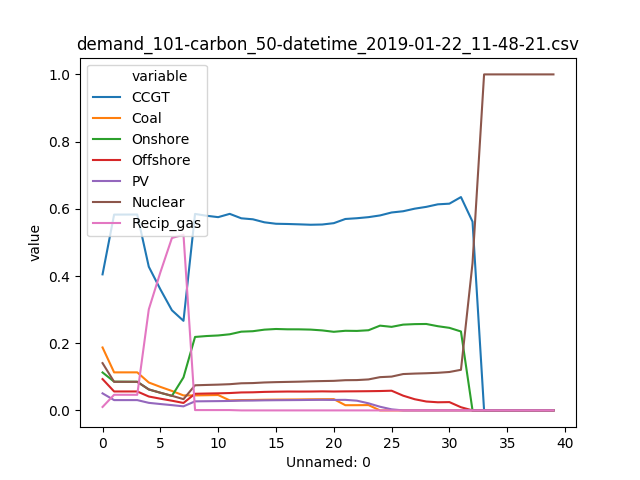 demand_101-carbon_50-datetime_2019-01-22_11-48-21.csv
variable
CCGT
Coal
Onshore
Offshore
PV
Nuclear
Recip_gas
value
1.0
0.8
0.6
0.4
0.2
0.0
0 5 10 15 20 25 30 35 40
Unnamed: 0